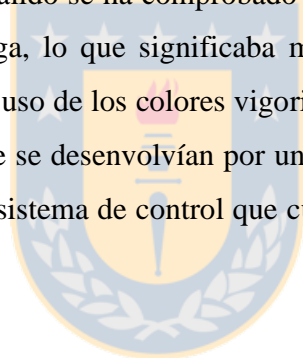 ando se ha comprobado
ga, lo que significaba m
uso de los colores vigori
e se desenvolvían por un
sistema de control que cu